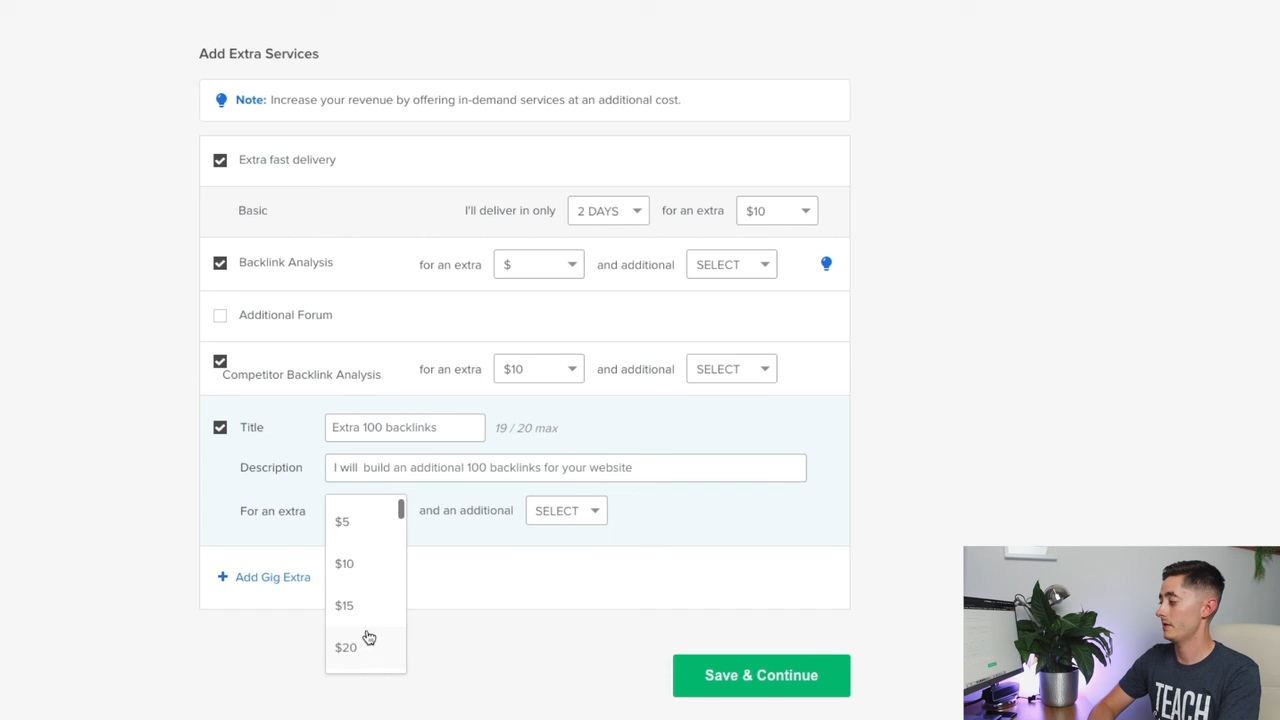 Add Extra Services
Note: Increase your revenue by offering in-demand services at an additional cost.
Extra fast delivery
Basic I'll deliver in only 2 DAYS for an extra $10
Backlink Analysis for an extra $ and additional SELECT
Additional Forum
Competitor Backlink Analysis for an extra $10 and additional SELECT
Title Extra 100 backlinks 19 / 20 max
Description I will build an additional 100 backlinks for your website
For an extra and an additional SELECT
$5
$10
$15
$20
+ Add Gig Extra
Save & Continue
TEACH